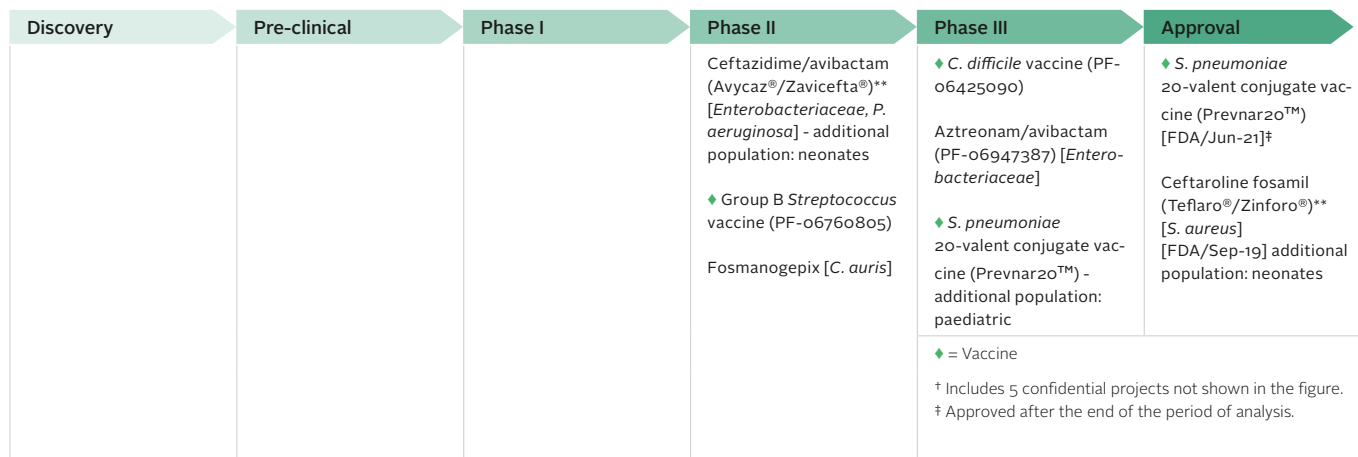 Discovery
Pre-clinical
Phase I
Phase II
Phase III
Approval
Ceftazidime/avibactam
(Avycaz®/Zavicefta®)**
[Enterobacteriaceae, P.
aeruginosa] - additional
population: neonates
♦ Group B Streptococcus
vaccine (PF-06760805)
Fosmanogepix [C. auris]
♦ C. difficile vaccine (PF-
06425090)
Aztreonam/avibactam
(PF-06947387) [Entero-
bacteriaceae]
♦ S. pneumoniae
20-valent conjugate vac-
cine (Prevnar20™) -
additional population:
paediatric
♦ S. pneumoniae
20-valent conjugate vac-
cine (Prevnar20™)
[FDA/Jun-21]‡
Ceftaroline fosamil
(Teflaro®/Zinforo®)**
[S. aureus]
[FDA/Sep-19] additional
population: neonates
♦ = Vaccine
† Includes 5 confidential projects not shown in the figure.
‡ Approved after the end of the period of analysis.